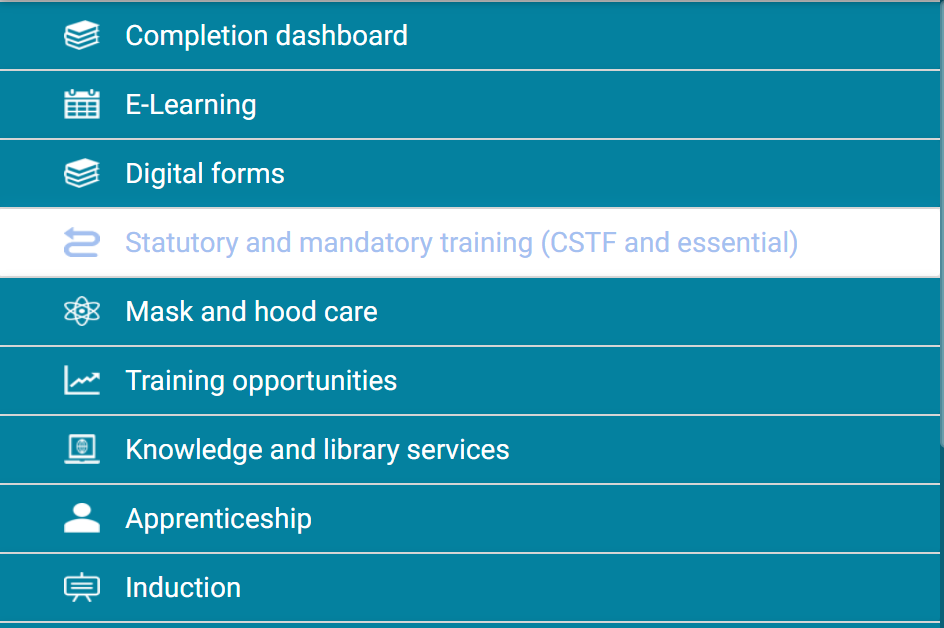 Completion dashboard
E-Learning
Digital forms
Statutory and mandatory training (CSTF and essential)
Mask and hood care
Training opportunities
Knowledge and library services
Apprenticeship
Induction